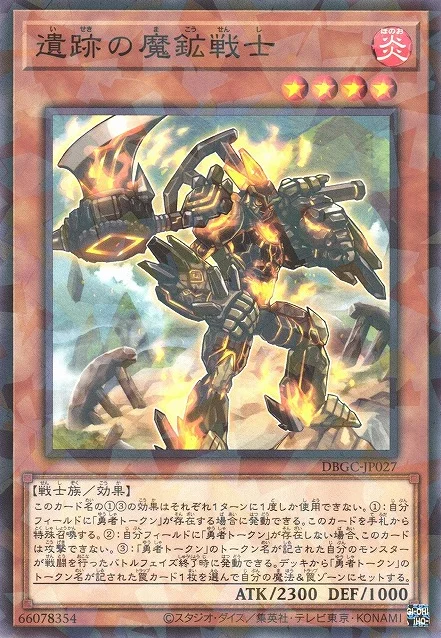 遺跡の魔鉱戦士
炎
DBGC-JP027
【戦士族／効果】
このカード名の①③の効果はそれぞれ1ターンに1度しか使用できない。①：自分
フィールドに「勇者トークン」が存在する場合に発動できる。このカードを手札から
特殊召喚する。②：自分フィールドに「勇者トークン」が存在しない場合、このカード
は攻撃できない。③：「勇者トークン」のトークン名が記された自分のモンスター
が戦闘を行ったバトルフェイズ終了時に発動できる。デッキから「勇者トークン」の
トークン名が記された罠カード1枚を選んで自分の魔法＆罠ゾーンにセットする。
ATK/2300 DEF/1000
66078354
©スタジオ・ダイス／集英社・テレビ東京・KONAMI